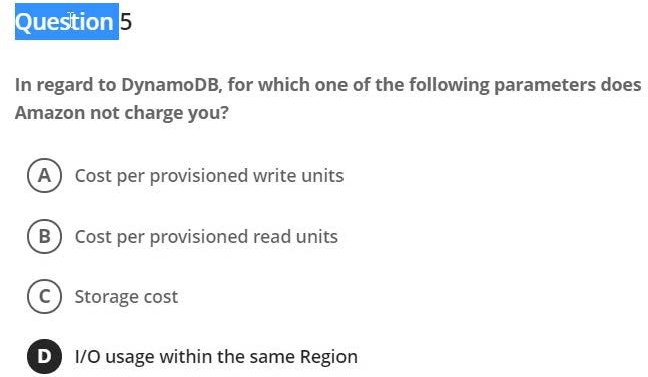 Question 5
In regard to DynamoDB, for which one of the following parameters does
Amazon not charge you?
A Cost per provisioned write units
B Cost per provisioned read units
C Storage cost
D I/O usage within the same Region